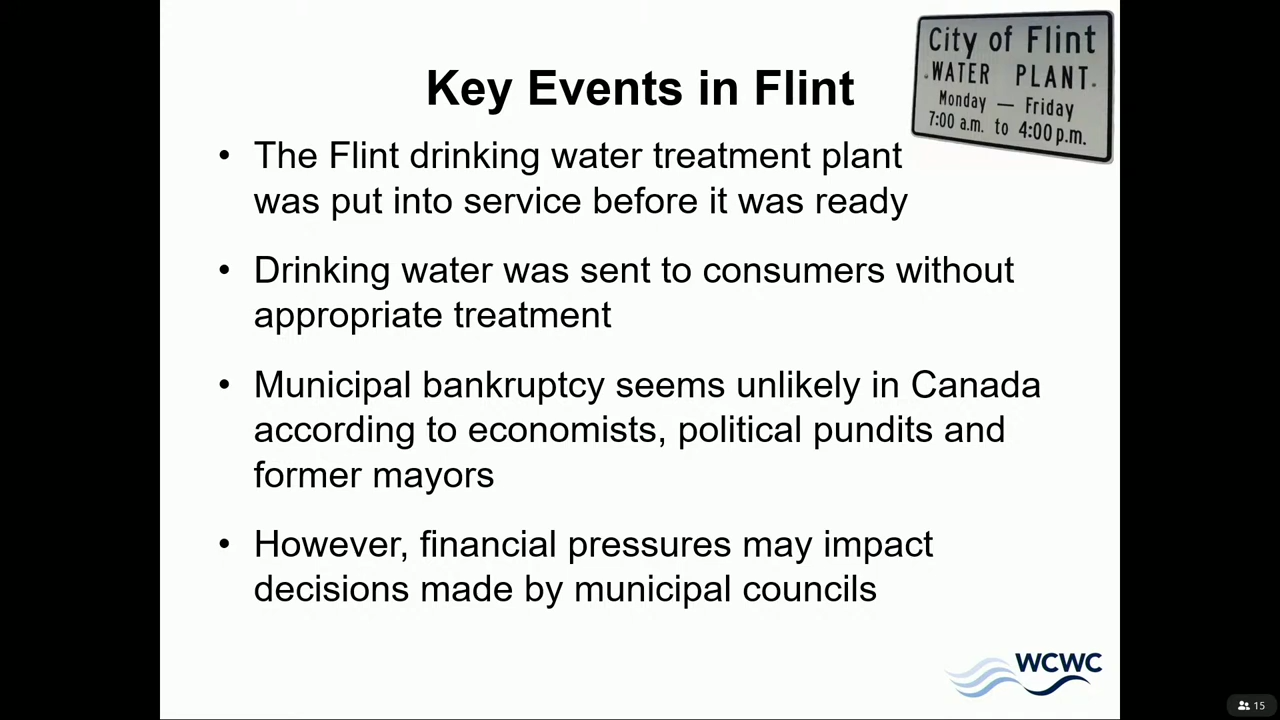 City of Flint
WATER PLANT
Monday — Friday
7:00 a.m. to 4:00 p.m.
Key Events in Flint
• The Flint drinking water treatment plant
was put into service before it was ready
• Drinking water was sent to consumers without
appropriate treatment
• Municipal bankruptcy seems unlikely in Canada
according to economists, political pundits and
former mayors
• However, financial pressures may impact
decisions made by municipal councils
WCWC
15